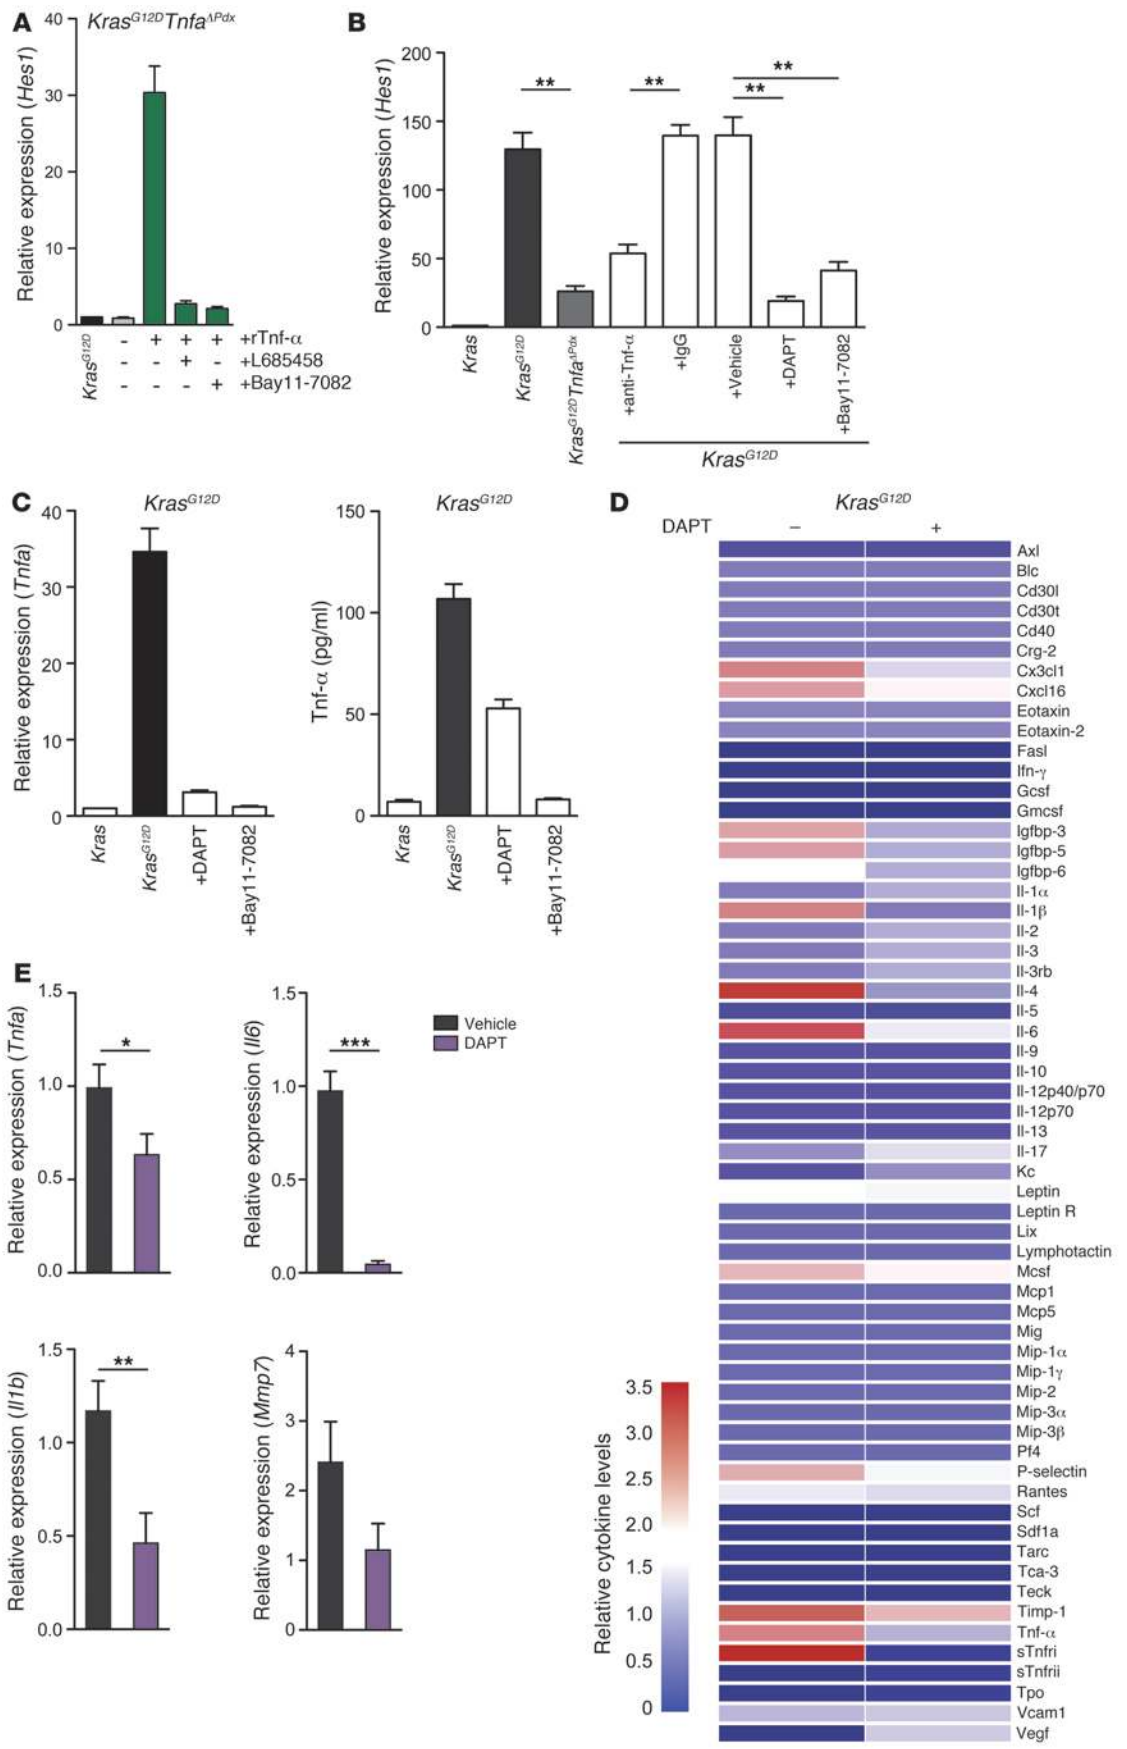 A
Kras^G12D Tnfa^ΔPdx
Relative expression (Hes1)
40
30
20
10
0
Kras^G12D
- + + + +rTnf-α
- - + - +L685458
- - - + +Bay11-7082
B
Relative expression (Hes1)
200
150
100
50
0
**
**
**
**
Kras
Kras^G12D
Kras^G12D Tnfa^ΔPdx
+anti-Tnf-α
+IgG
+Vehicle
+DAPT
+Bay11-7082
Kras^G12D
C
Kras^G12D
Relative expression (Tnfa)
40
30
20
10
0
Kras
Kras^G12D
+DAPT
+Bay11-7082
Kras^G12D
Tnf-α (pg/ml)
150
100
50
0
Kras
Kras^G12D
+DAPT
+Bay11-7082
D
Kras^G12D
DAPT − +
Axl
Blc
Cd30l
Cd30t
Cd40
Crg-2
Cx3cl1
Cxcl16
Eotaxin
Eotaxin-2
Fasl
Ifn-γ
Gcsf
Gmcsf
Igfbp-3
Igfbp-5
Igfbp-6
Il-1α
Il-1β
Il-2
Il-3
Il-3rb
Il-4
Il-5
Il-6
Il-9
Il-10
Il-12p40/p70
Il-12p70
Il-13
Il-17
Kc
Leptin
Leptin R
Lix
Lymphotactin
Mcsf
Mcp1
Mcp5
Mig
Mip-1α
Mip-1γ
Mip-2
Mip-3α
Mip-3β
Pf4
P-selectin
Rantes
Scf
Sdf1a
Tarc
Tca-3
Teck
Timp-1
Tnf-α
sTnfri
sTnfrii
Tpo
Vcam1
Vegf
Relative cytokine levels
3.5
3.0
2.5
2.0
1.5
1.0
0.5
0
E
Relative expression (Tnfa)
1.5
1.0
0.5
0.0
*
Relative expression (Il6)
1.5
1.0
0.5
0.0
***
Vehicle
DAPT
Relative expression (Il1b)
1.5
1.0
0.5
0.0
**
Relative expression (Mmp7)
4
3
2
1
0